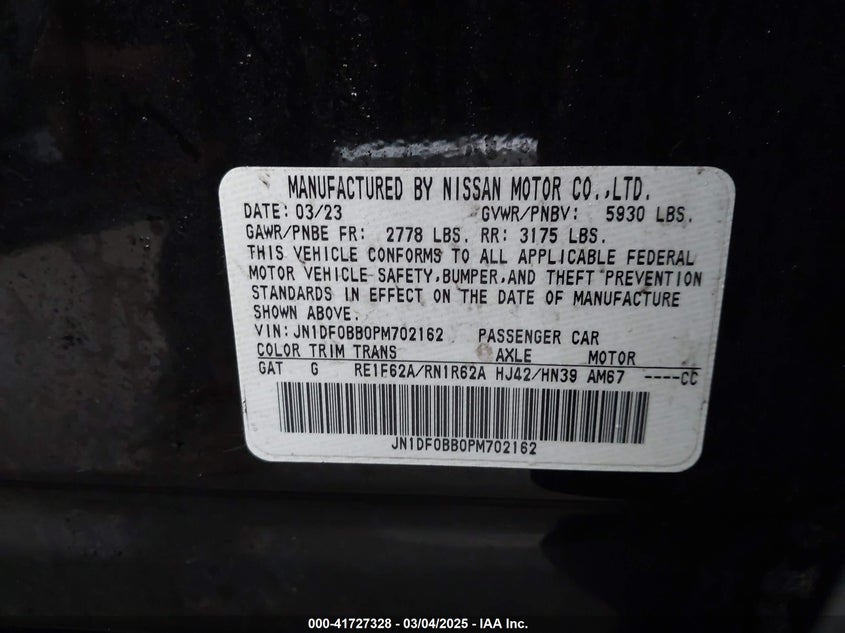 MANUFACTURED BY NISSAN MOTOR CO.,LTD.
DATE: 03/23 GVWR/PNBV: 5930 LBS.
GAWR/PNBE FR: 2778 LBS. RR: 3175 LBS.
THIS VEHICLE CONFORMS TO ALL APPLICABLE FEDERAL
MOTOR VEHICLE SAFETY,BUMPER,AND THEFT PREVENTION
STANDARDS IN EFFECT ON THE DATE OF MANUFACTURE
SHOWN ABOVE.
VIN:JN1DF0BB0PM702162 PASSENGER CAR
COLOR TRIM TRANS AXLE MOTOR
GAT G RE1F62A/RN1R62A HJ42/HN39 AM67 ----CC
JN1DF0BB0PM702162
000-41727328 — 03/04/2025 — IAA Inc.